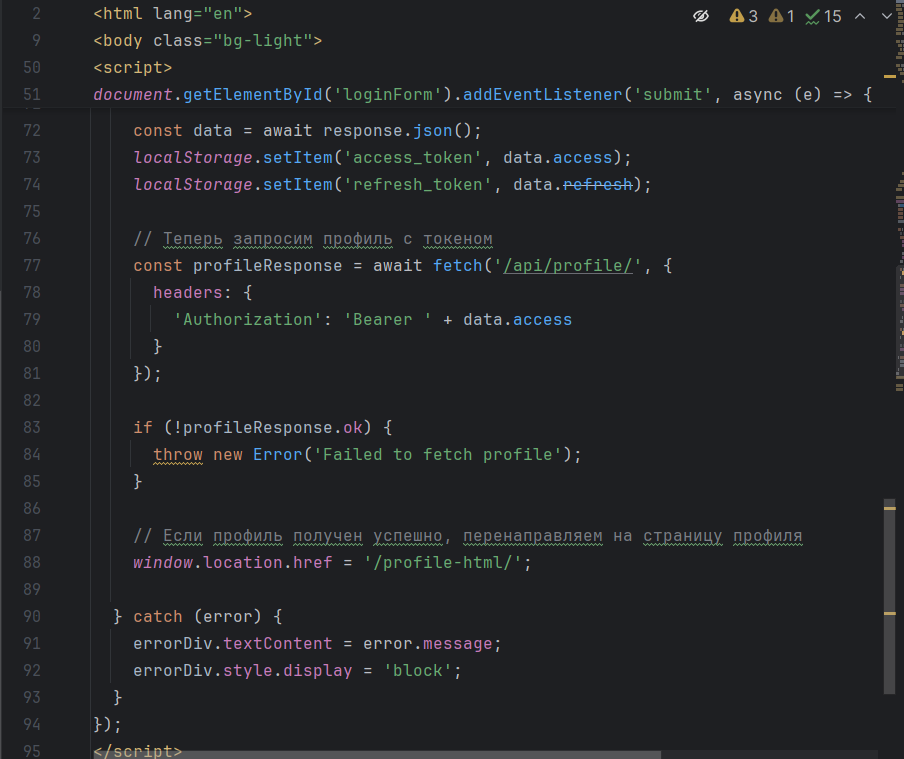 2 <html lang="en">
3 1 15
9 <body class="bg-light">
50 <script>
51 document.getElementById('loginForm').addEventListener('submit', async (e) => {
72 const data = await response.json();
73 localStorage.setItem('access_token', data.access);
74 localStorage.setItem('refresh_token', data.refresh);
75
76 // Теперь запросим профиль с токеном
77 const profileResponse = await fetch('/api/profile/', {
78 headers: {
79 'Authorization': 'Bearer ' + data.access
80 }
81 });
82
83 if (!profileResponse.ok) {
84 throw new Error('Failed to fetch profile');
85 }
86
87 // Если профиль получен успешно, перенаправляем на страницу профиля
88 window.location.href = '/profile-html/';
89
90 } catch (error) {
91 errorDiv.textContent = error.message;
92 errorDiv.style.display = 'block';
93 }
94 });
95 </script>